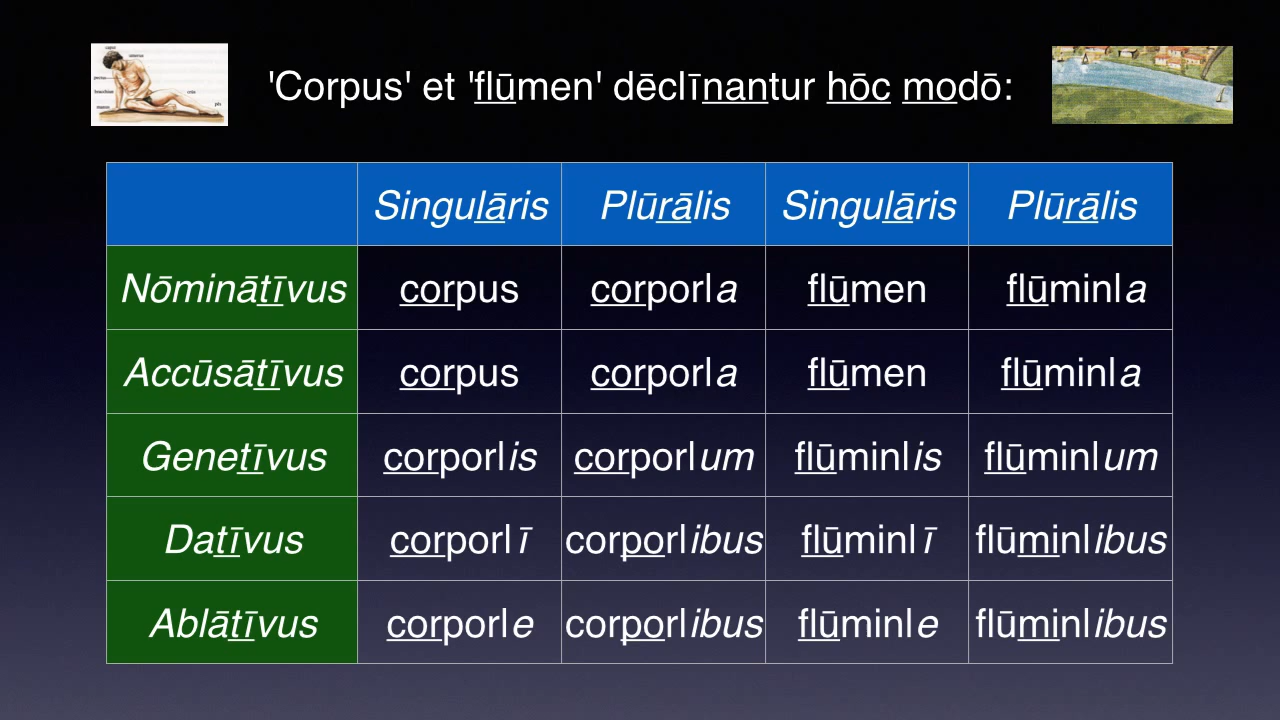 'Corpus' et 'flūmen' dēclīnantur hōc modō:
Singulāris Plūrālis Singulāris Plūrālis
Nōminātīvus corpus corpor|a flūmen flūmin|a
Accūsātīvus corpus corporla flūmen flūmin|a
Genetīvus corpor|is corpor|um flūmin|is flūmin|um
Datīvus corpor|ī corpor|ibus flūmin|ī flūmin|ibus
Ablātīvus corpor|e corpor|ibus flūmin|e flūmin|ibus